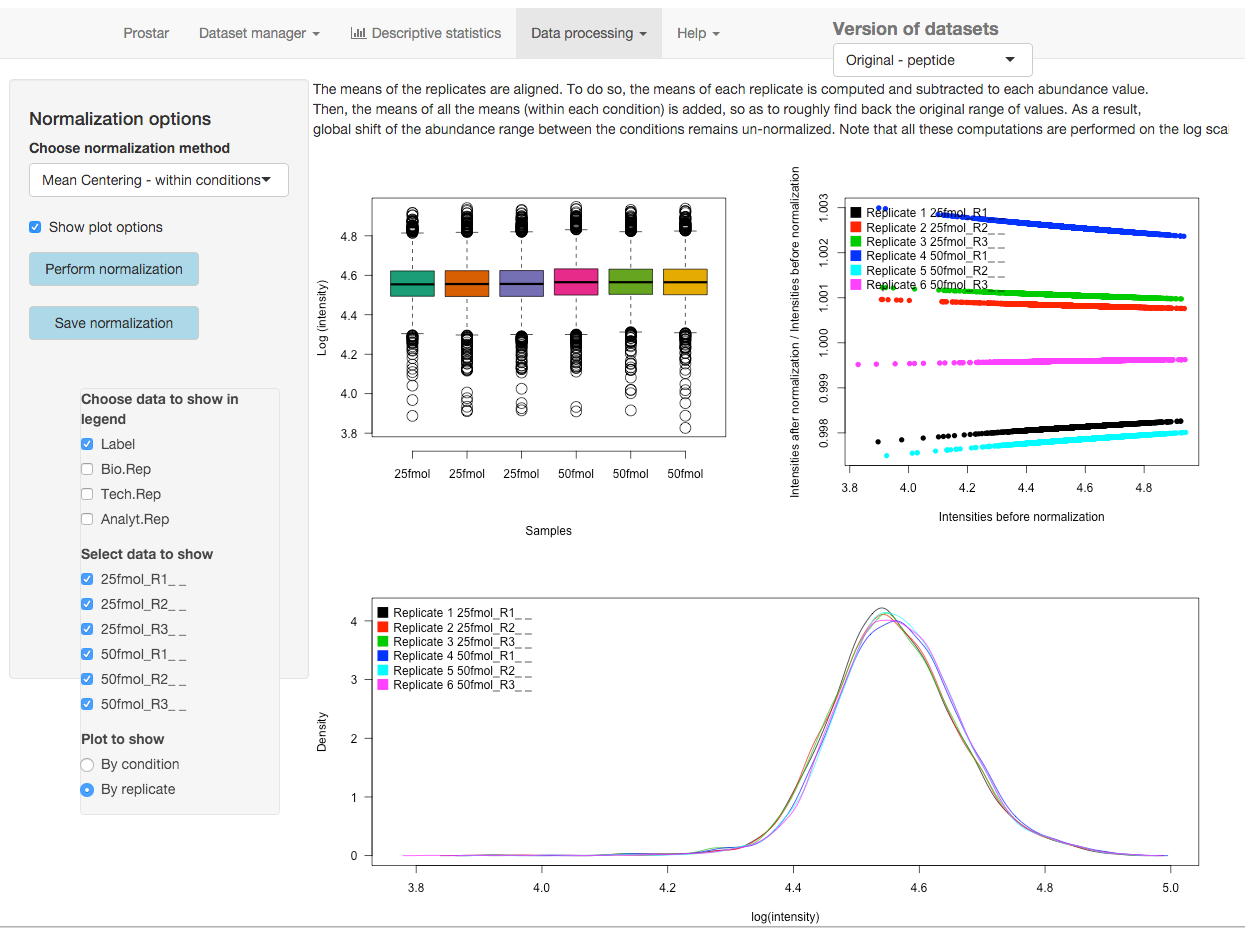 Prostar
Dataset manager
Descriptive statistics
Data processing
Help
Version of datasets
Original - peptide
Normalization options
Choose normalization method
Mean Centering - within conditions
Show plot options
Perform normalization
Save normalization
Choose data to show in
legend
Label
Bio.Rep
Tech.Rep
Analyt.Rep
Select data to show
25fmol_R1_ _
25fmol_R2_ _
25fmol_R3_ _
50fmol_R1_ _
50fmol_R2_ _
50fmol_R3_ _
Plot to show
By condition
By replicate
The means of the replicates are aligned. To do so, the means of each replicate is computed and subtracted to each abundance value.
Then, the means of all the means (within each condition) is added, so as to roughly find back the original range of values. As a result,
global shift of the abundance range between the conditions remains un-normalized. Note that all these computations are performed on the log scal
Log (intensity)
4.8
4.6
4.4
4.2
4.0
3.8
25fmol 25fmol 25fmol 50fmol 50fmol 50fmol
Samples
Intensities after normalization / Intensities before normalization
1.003
1.002
1.001
1.000
0.999
0.998
Replicate 1 25fmol_R1_ _
Replicate 2 25fmol_R2_ _
Replicate 3 25fmol_R3_ _
Replicate 4 50fmol_R1_ _
Replicate 5 50fmol_R2_ _
Replicate 6 50fmol_R3_ _
3.8 4.0 4.2 4.4 4.6 4.8
Intensities before normalization
Density
4
3
2
1
0
Replicate 1 25fmol_R1_ _
Replicate 2 25fmol_R2_ _
Replicate 3 25fmol_R3_ _
Replicate 4 50fmol_R1_ _
Replicate 5 50fmol_R2_ _
Replicate 6 50fmol_R3_ _
3.8 4.0 4.2 4.4 4.6 4.8 5.0
log(intensity)